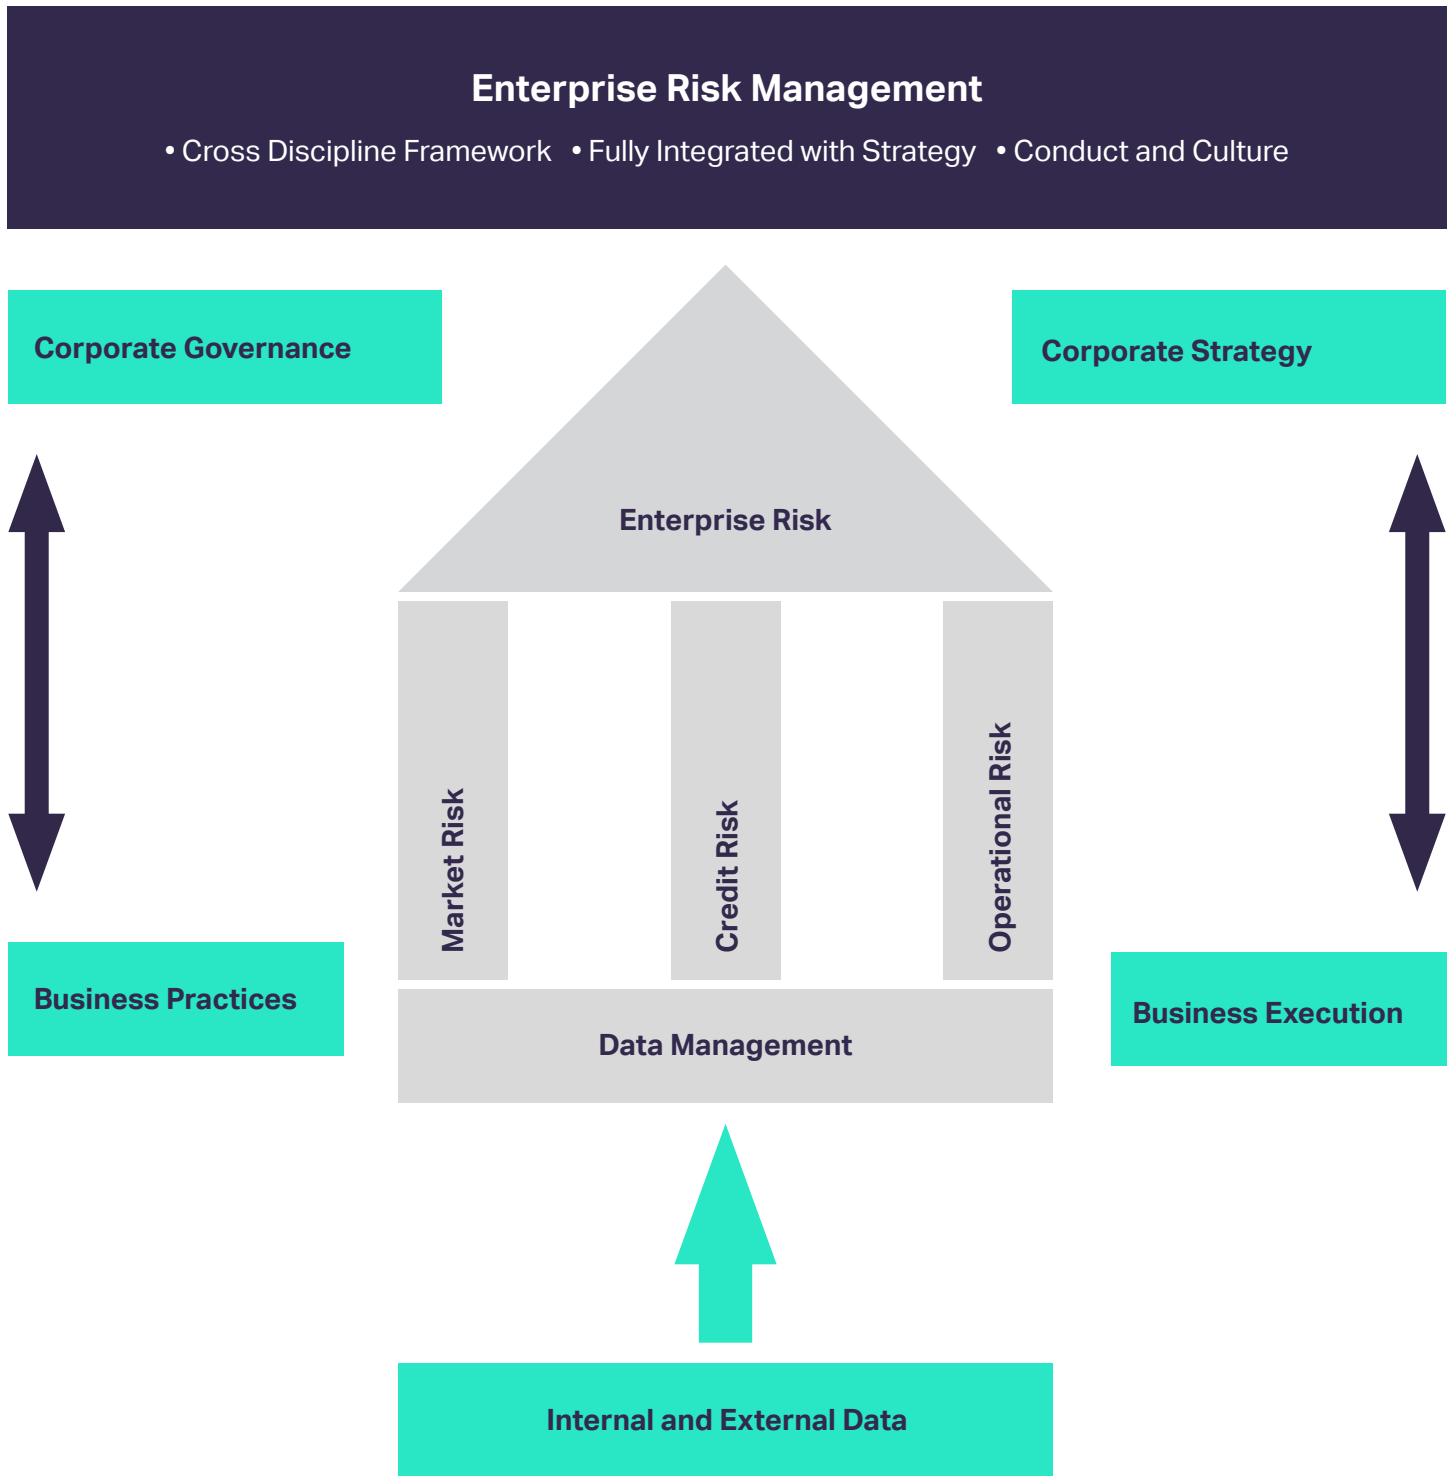 Enterprise Risk Management
• Cross Discipline Framework • Fully Integrated with Strategy • Conduct and Culture
Corporate Governance
Corporate Strategy
Enterprise Risk
Market Risk
Credit Risk
Operational Risk
Business Practices
Business Execution
Data Management
Internal and External Data